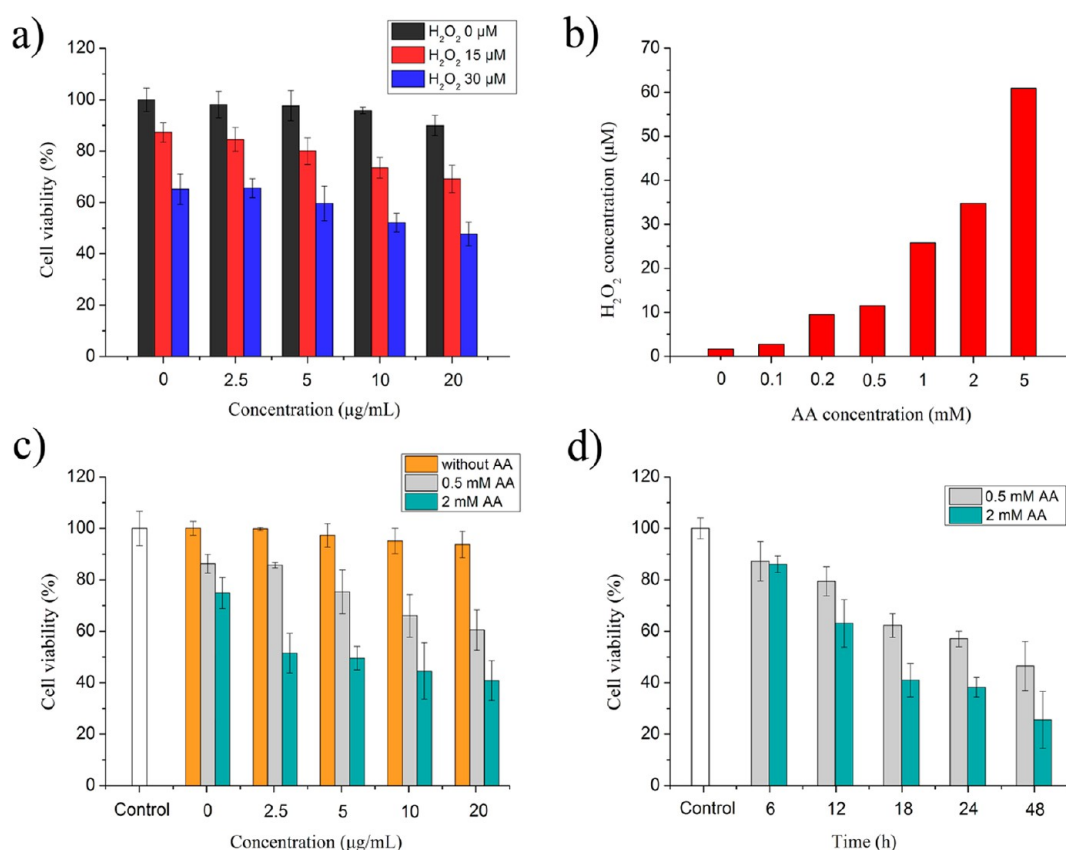 a)
H₂O₂ 0 µM
H₂O₂ 15 µM
H₂O₂ 30 µM
120
100
80
60
40
20
0
Cell viability (%)
0 2.5 5 10 20
Concentration (µg/mL)
b)
70
60
50
40
30
20
10
0
H₂O₂ concentration (µM)
0 0.1 0.2 0.5 1 2 5
AA concentration (mM)
c)
without AA
0.5 mM AA
2 mM AA
120
100
80
60
40
20
0
Cell viability (%)
Control 0 2.5 5 10 20
Concentration (µg/mL)
d)
0.5 mM AA
2 mM AA
120
100
80
60
40
20
0
Cell viability (%)
Control 6 12 18 24 48
Time (h)